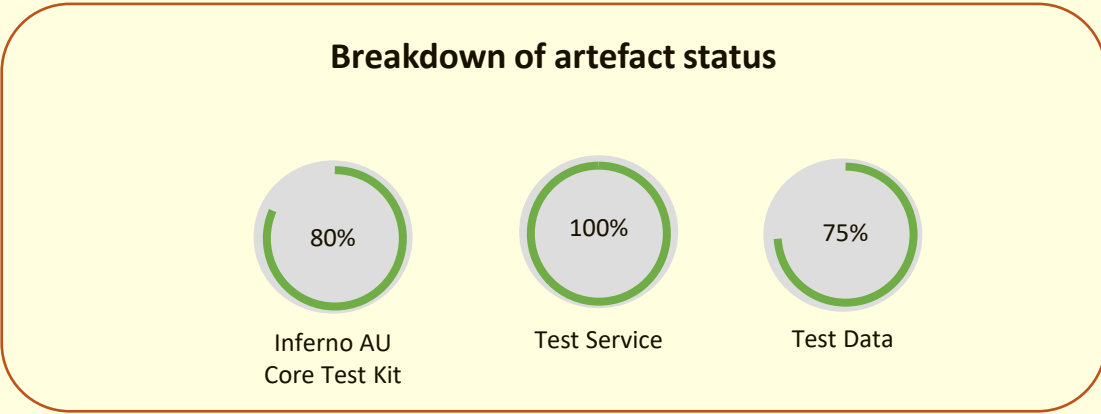 Breakdown of artefact status
80%
100%
75%
Inferno AU
Core Test Kit
Test Service
Test Data